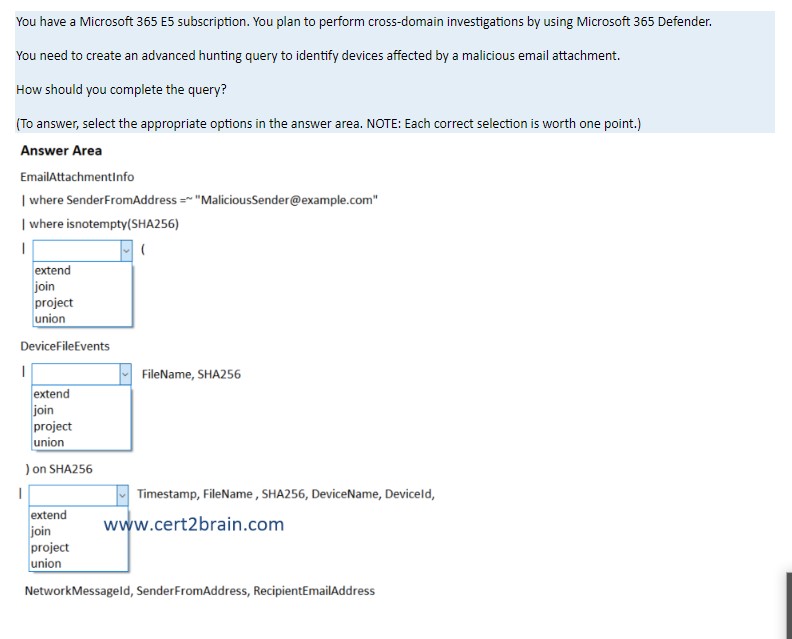 You have a Microsoft 365 E5 subscription. You plan to perform cross-domain investigations by using Microsoft 365 Defender.
You need to create an advanced hunting query to identify devices affected by a malicious email attachment.
How should you complete the query?
(To answer, select the appropriate options in the answer area. NOTE: Each correct selection is worth one point.)
Answer Area
EmailAttachmentInfo
| where SenderFromAddress =~ "MaliciousSender@example.com"
| where isnotempty(SHA256)
| (
extend
join
project
union
DeviceFileEvents
| FileName, SHA256
extend
join
project
union
) on SHA256
| Timestamp, FileName , SHA256, DeviceName, DeviceId,
extend
join
project
union
www.cert2brain.com
NetworkMessageId, SenderFromAddress, RecipientEmailAddress